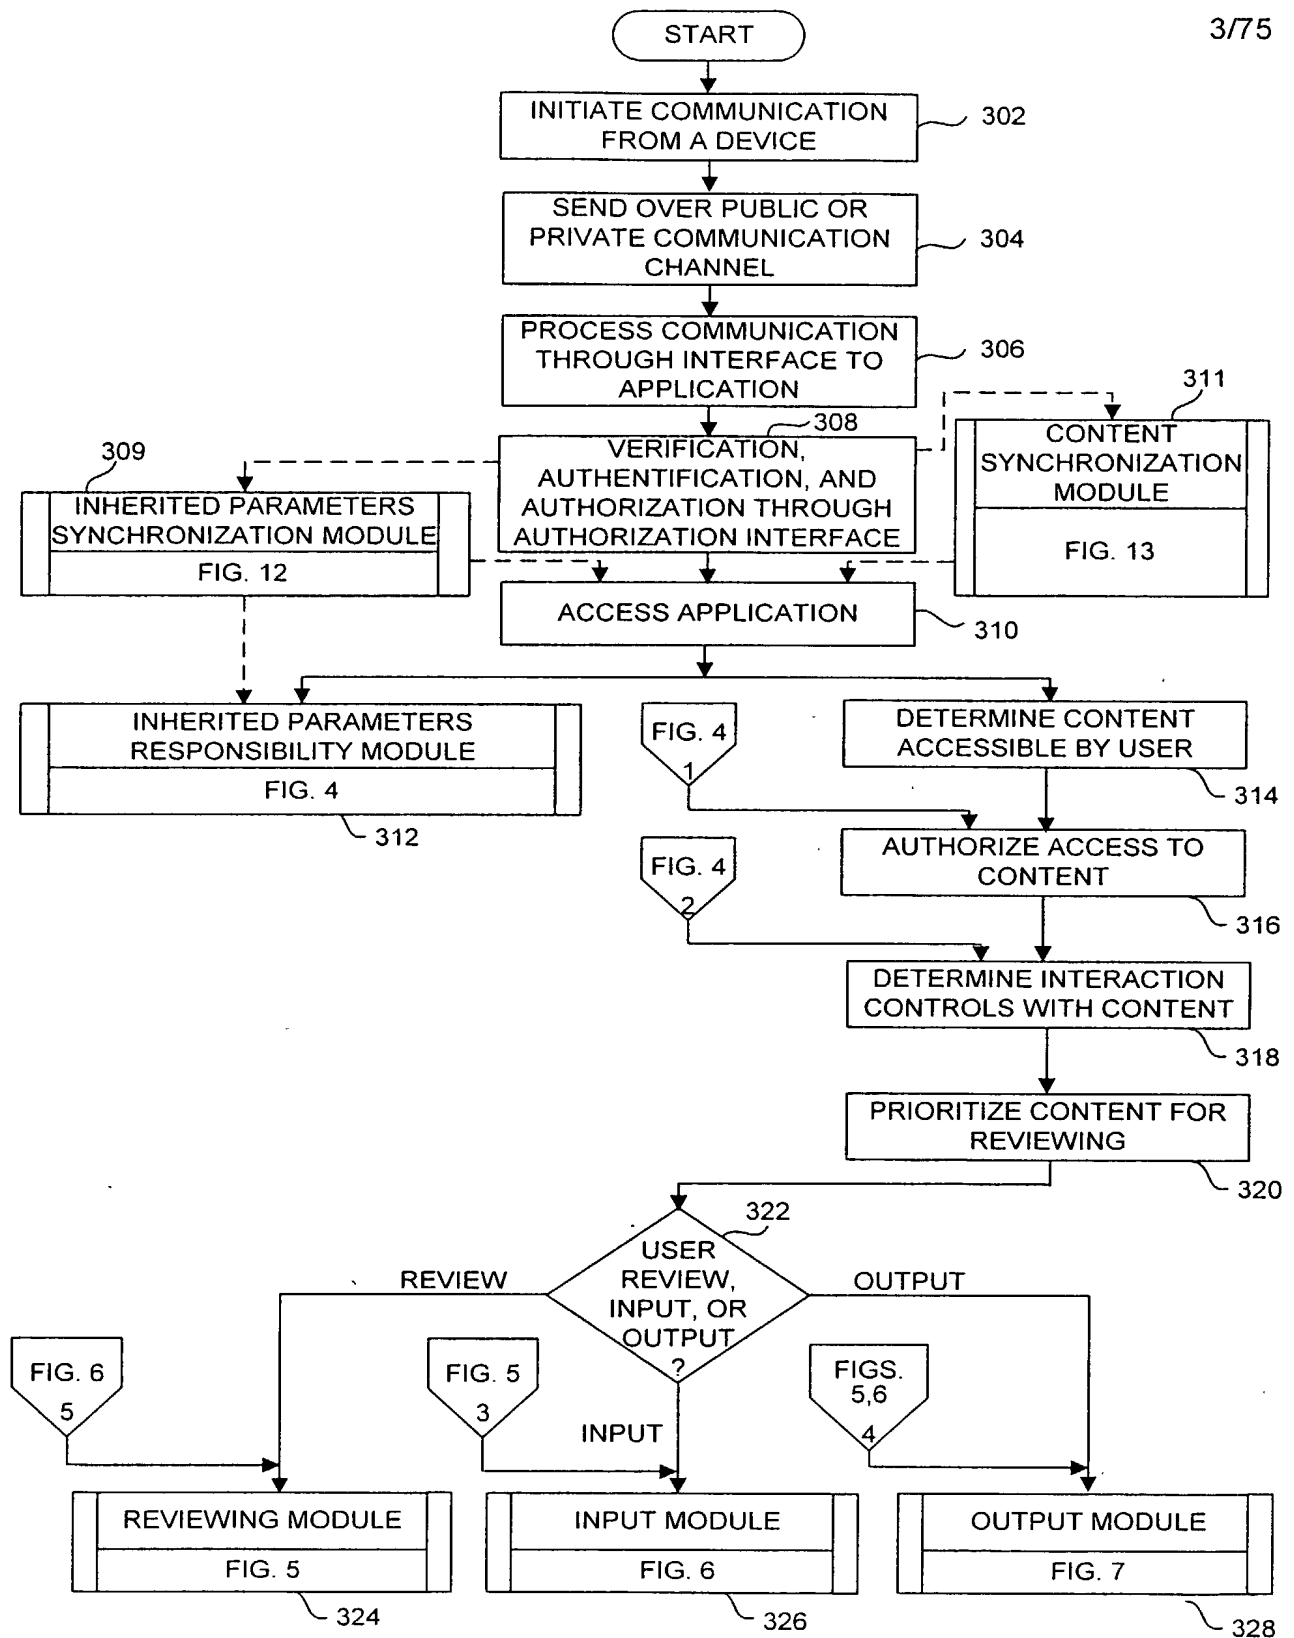 3/75
START
INITIATE COMMUNICATION
FROM A DEVICE
302
SEND OVER PUBLIC OR
PRIVATE COMMUNICATION
CHANNEL
304
PROCESS COMMUNICATION
THROUGH INTERFACE TO
APPLICATION
306
308
VERIFICATION,
AUTHENTIFICATION, AND
AUTHORIZATION THROUGH
AUTHORIZATION INTERFACE
311
CONTENT
SYNCHRONIZATION
MODULE
FIG. 13
309
INHERITED PARAMETERS
SYNCHRONIZATION MODULE
FIG. 12
ACCESS APPLICATION
310
INHERITED PARAMETERS
RESPONSIBILITY MODULE
FIG. 4
312
FIG. 4
1
DETERMINE CONTENT
ACCESSIBLE BY USER
314
AUTHORIZE ACCESS TO
CONTENT
316
FIG. 4
2
DETERMINE INTERACTION
CONTROLS WITH CONTENT
318
PRIORITIZE CONTENT FOR
REVIEWING
320
322
USER
REVIEW,
INPUT, OR
OUTPUT
?
REVIEW
OUTPUT
INPUT
FIG. 6
5
FIG. 5
3
FIGS.
5,6
4
REVIEWING MODULE
FIG. 5
324
INPUT MODULE
FIG. 6
326
OUTPUT MODULE
FIG. 7
328